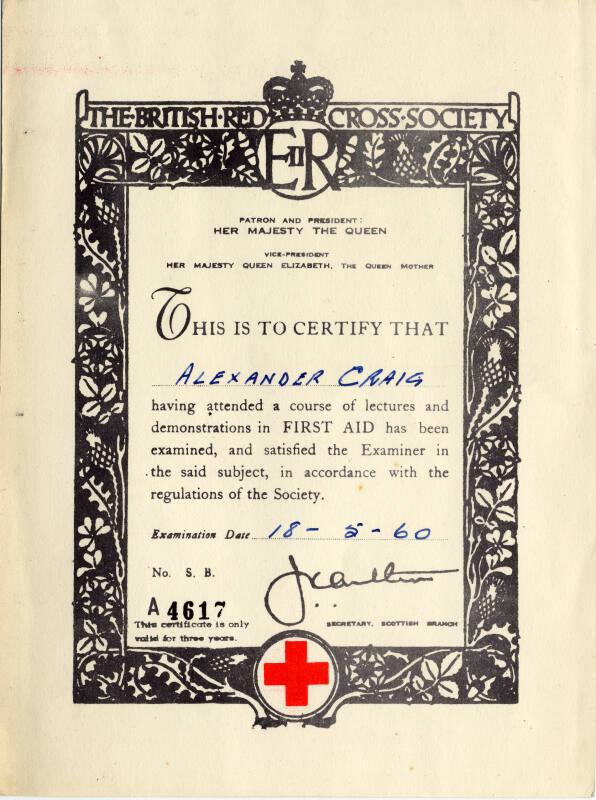 THE·BRITISH·RED CROSS·SOCIETY
EIIR
PATRON AND PRESIDENT:
HER MAJESTY THE QUEEN
VICE-PRESIDENT
HER MAJESTY QUEEN ELIZABETH, THE QUEEN MOTHER
THIS IS TO CERTIFY THAT
ALEXANDER CRAIG
having attended a course of lectures and
demonstrations in FIRST AID has been
examined, and satisfied the Examiner in
the said subject, in accordance with the
regulations of the Society.
Examination Date 18-5-60
No. S. B.
A 4617
This certificate is only
valid for three years.
SECRETARY, SCOTTISH BRANCH